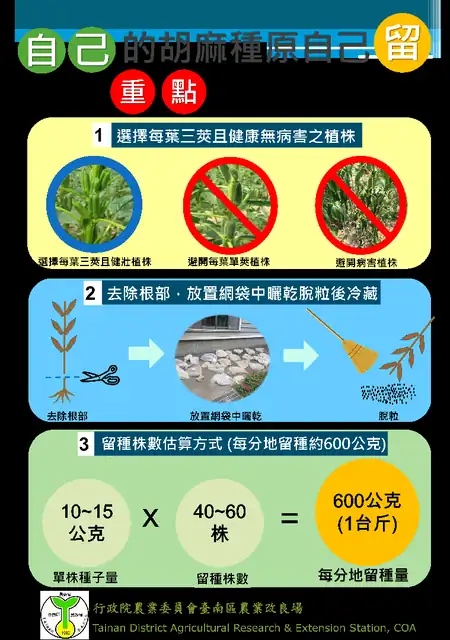 自己的胡麻種原自己留
重點
1 選擇每葉三莢且健康無病害之植株
選擇每葉三莢且健壯植株 避開每葉單莢植株 避開病害植株
2 去除根部，放置網袋中曬乾脫粒後冷藏
去除根部 放置網袋中曬乾 脫粒
3 留種株數估算方式 (每分地留種約600公克)
10~15 公克 X 40~60 株 = 600公克 (1台斤)
單株種子量 留種株數 每分地留種量
行政院農業委員會臺南區農業改良場
Tainan District Agricultural Research & Extension Station, COA